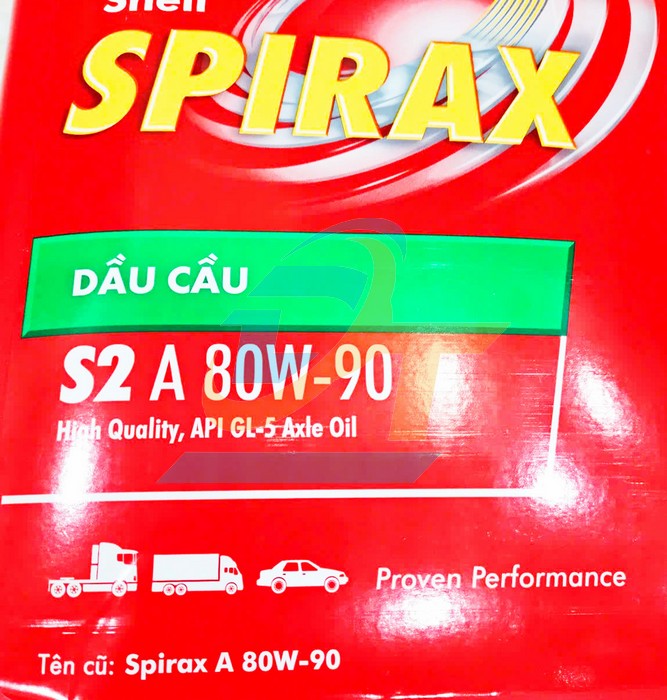 Shell
SPIRAX
DẦU CẦU
S2 A 80W-90
High Quality, API GL-5 Axle Oil
Proven Performance
Tên cũ: Spirax A 80W-90